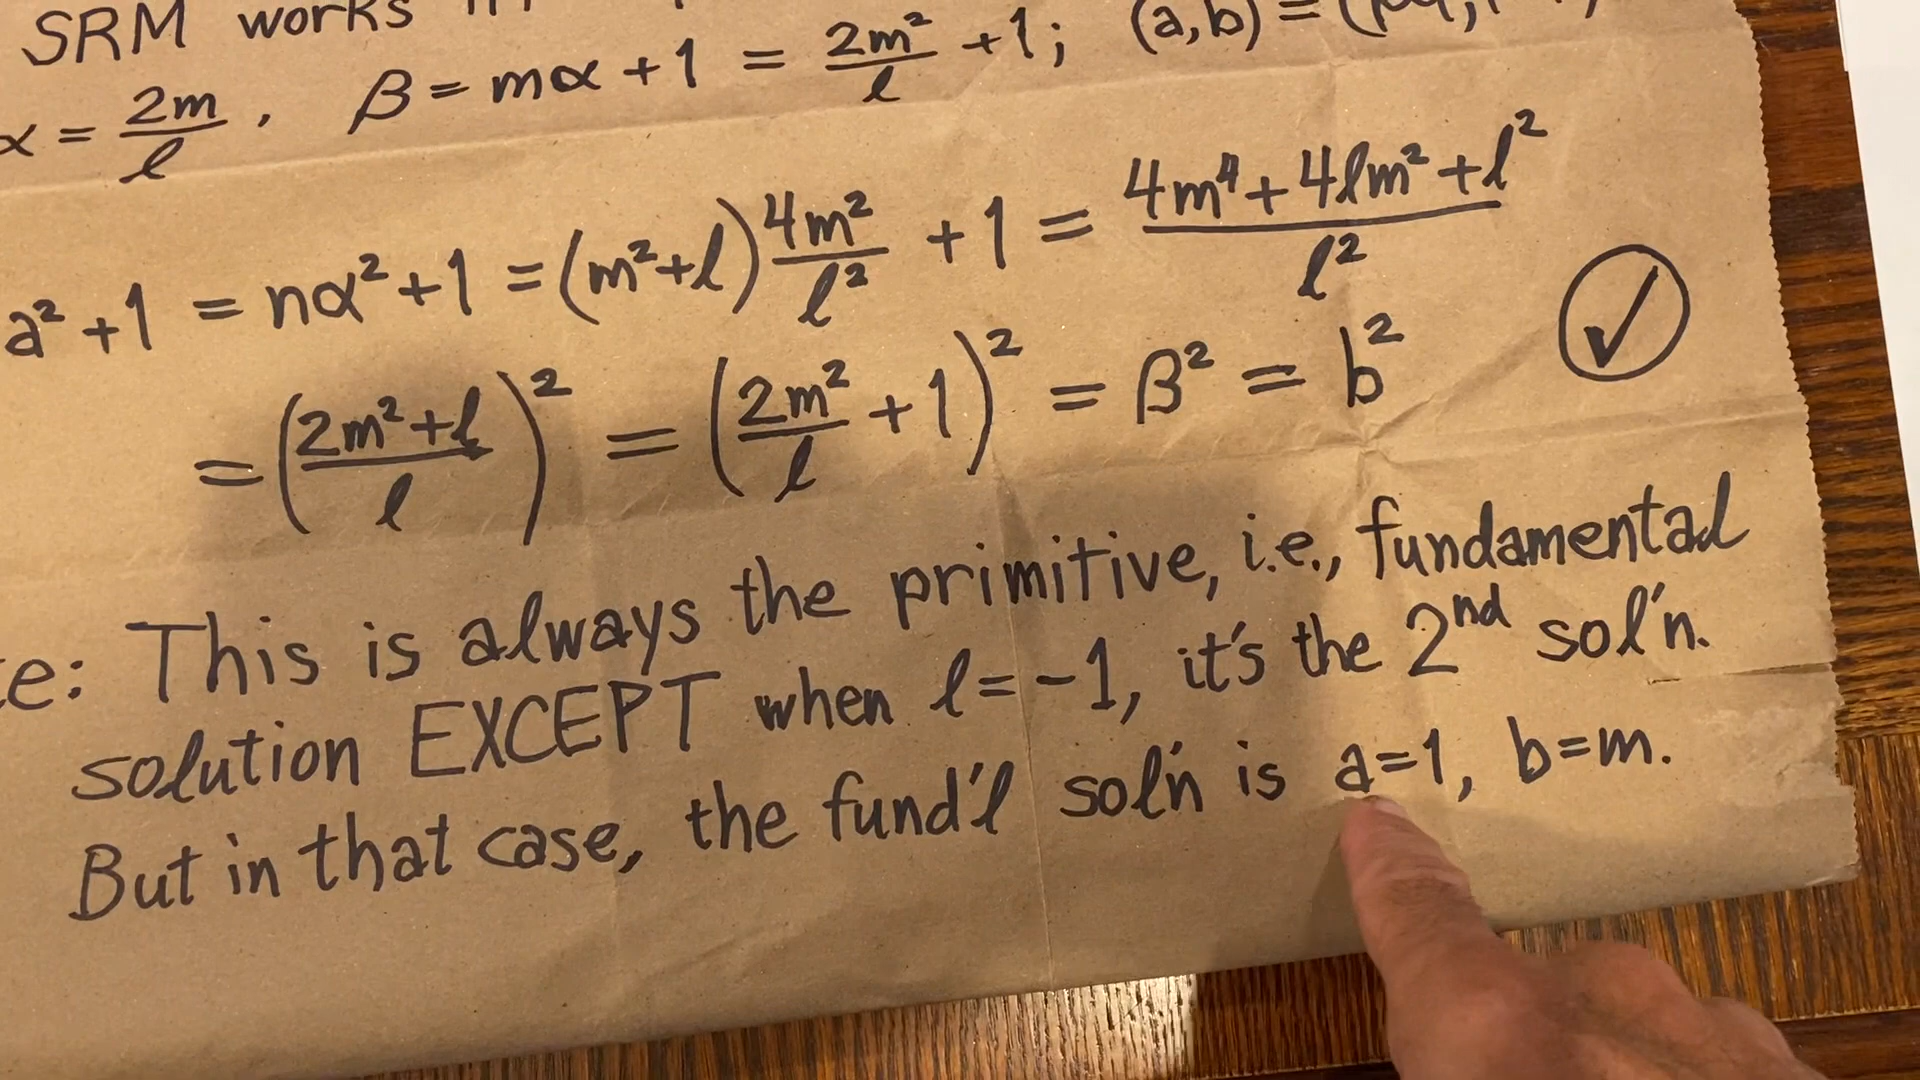 SRM works
α = 2m/ℓ, β = mα + 1 = 2m²/ℓ + 1; (a,b) = (
a² + 1 = nα² + 1 = (m²+ℓ) 4m²/ℓ² + 1 = (4m⁴ + 4ℓm² + ℓ²)/ℓ² ✓
= ((2m²+ℓ)/ℓ)² = (2m²/ℓ + 1)² = β² = b²
e: This is always the primitive, i.e., fundamental
solution EXCEPT when ℓ = -1, it's the 2nd sol'n.
But in that case, the fund'l sol'n is a=1, b=m.